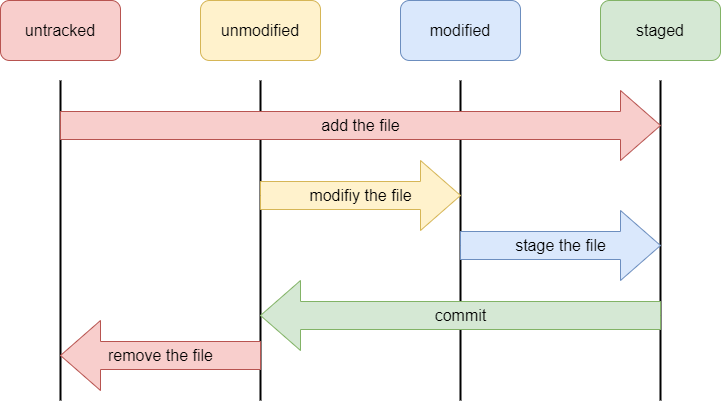 untracked
unmodified
modified
staged
add the file
modifiy the file
stage the file
commit
remove the file